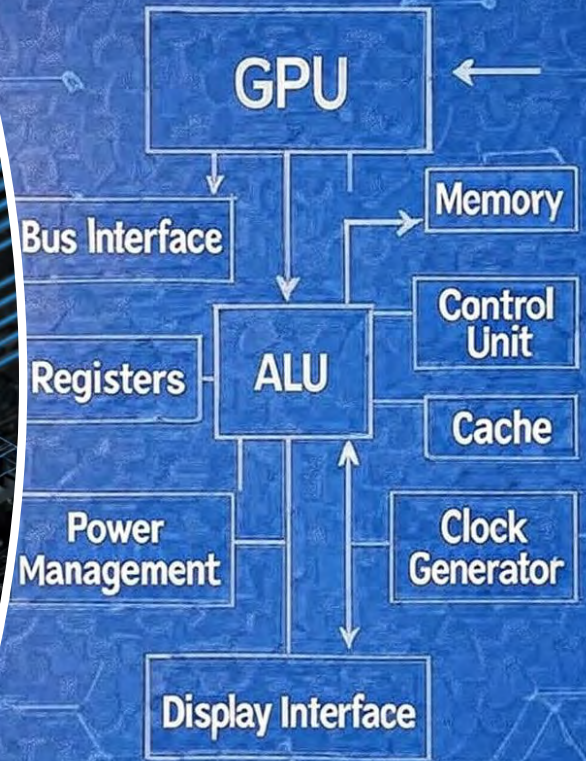 GPU
Bus Interface
Memory
Control
Unit
Registers
ALU
Cache
Power
Management
Clock
Generator
Display Interface